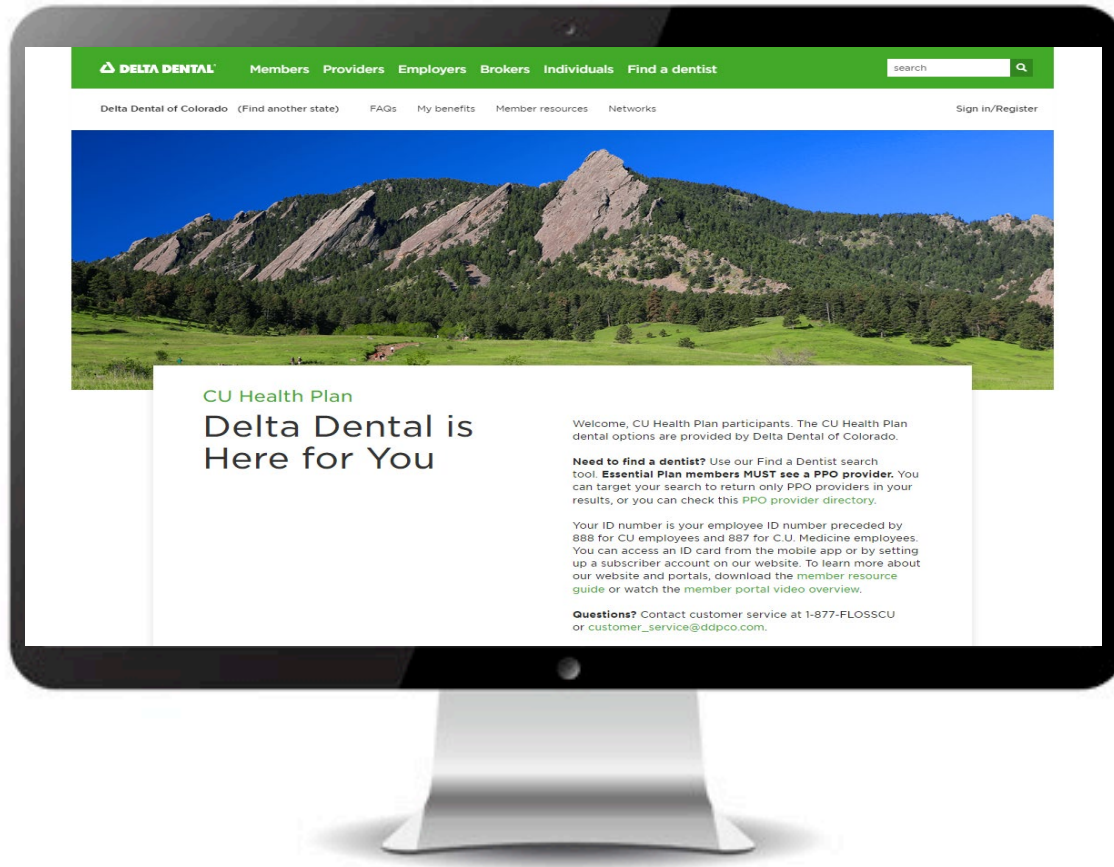 DELTA DENTAL
Members Providers Employers Brokers Individuals Find a dentist
search
Delta Dental of Colorado (Find another state) FAQs My benefits Member resources Networks Sign in/Register
CU Health Plan
Delta Dental is
Here for You
Welcome, CU Health Plan participants. The CU Health Plan
dental options are provided by Delta Dental of Colorado.
Need to find a dentist? Use our Find a Dentist search
tool. Essential Plan members MUST see a PPO provider. You
can target your search to return only PPO providers in your
results, or you can check this PPO provider directory.
Your ID number is your employee ID number preceded by
888 for CU employees and 887 for C.U. Medicine employees.
You can access an ID card from the mobile app or by setting
up a subscriber account on our website. To learn more about
our website and portals, download the member resource
guide or watch the member portal video overview.
Questions? Contact customer service at 1-877-FLOSSCU
or customer_service@ddpco.com.